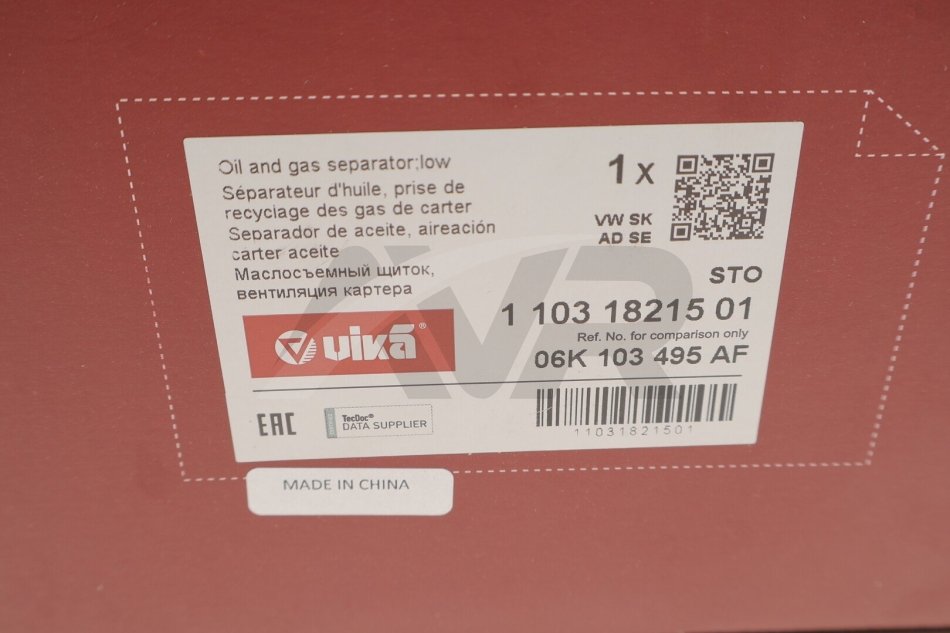 Oil and gas separator;low
Séparateur d'huile, prise de
recyclage des gas de carter
Separador de aceite, aireación
carter aceite
Маслосъемный щиток,
вентиляция картера
1 x
VW SK
AD SE
STO
1 103 18215 01
Ref. No. for comparison only
06K 103 495 AF
vika®
AVR
EAC
TecDoc®
DATA SUPPLIER
11031821501
MADE IN CHINA